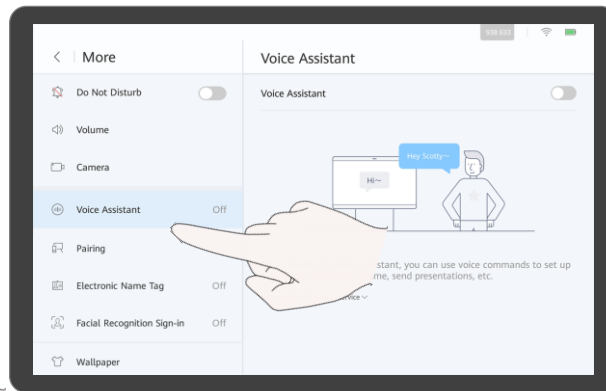 More
Voice Assistant
Do Not Disturb
Voice Assistant
Volume
Camera
Hey Scotty~
Hi~
Voice Assistant Off
Pairing
stant, you can use voice commands to set up
me, send presentations, etc.
Electronic Name Tag Off
rvice
Facial Recognition Sign-in Off
Wallpaper